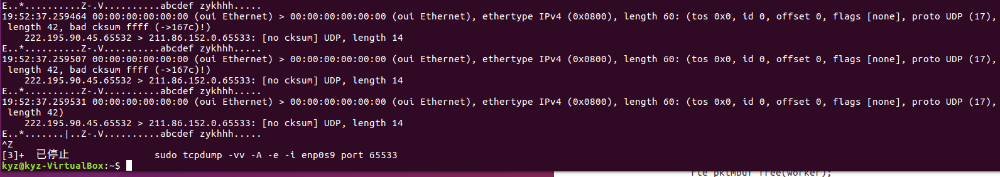 E..*..........Z-.V..........abcdef zykhhh.....
19:52:37.259464 00:00:00:00:00:00 (oui Ethernet) > 00:00:00:00:00:00 (oui Ethernet), ethertype IPv4 (0x0800), length 60: (tos 0x0, id 0, offset 0, flags [none], proto UDP (17),
 length 42, bad cksum ffff (->167c)!)
    222.195.90.45.65532 > 211.86.152.0.65533: [no cksum] UDP, length 14
E..*..........Z-.V..........abcdef zykhhh.....
19:52:37.259507 00:00:00:00:00:00 (oui Ethernet) > 00:00:00:00:00:00 (oui Ethernet), ethertype IPv4 (0x0800), length 60: (tos 0x0, id 0, offset 0, flags [none], proto UDP (17),
 length 42, bad cksum ffff (->167c)!)
    222.195.90.45.65532 > 211.86.152.0.65533: [no cksum] UDP, length 14
E..*..........Z-.V..........abcdef zykhhh.....
19:52:37.259531 00:00:00:00:00:00 (oui Ethernet) > 00:00:00:00:00:00 (oui Ethernet), ethertype IPv4 (0x0800), length 60: (tos 0x0, id 0, offset 0, flags [none], proto UDP (17),
 length 42)
    222.195.90.45.65532 > 211.86.152.0.65533: [no cksum] UDP, length 14
E..*.......|..Z-.V..........abcdef zykhhh.....
^Z
[3]+  已停止               sudo tcpdump -vv -A -e -i enp0s9 port 65533
kyz@kyz-VirtualBox:~$
rte_pktmbuf_free(worker);